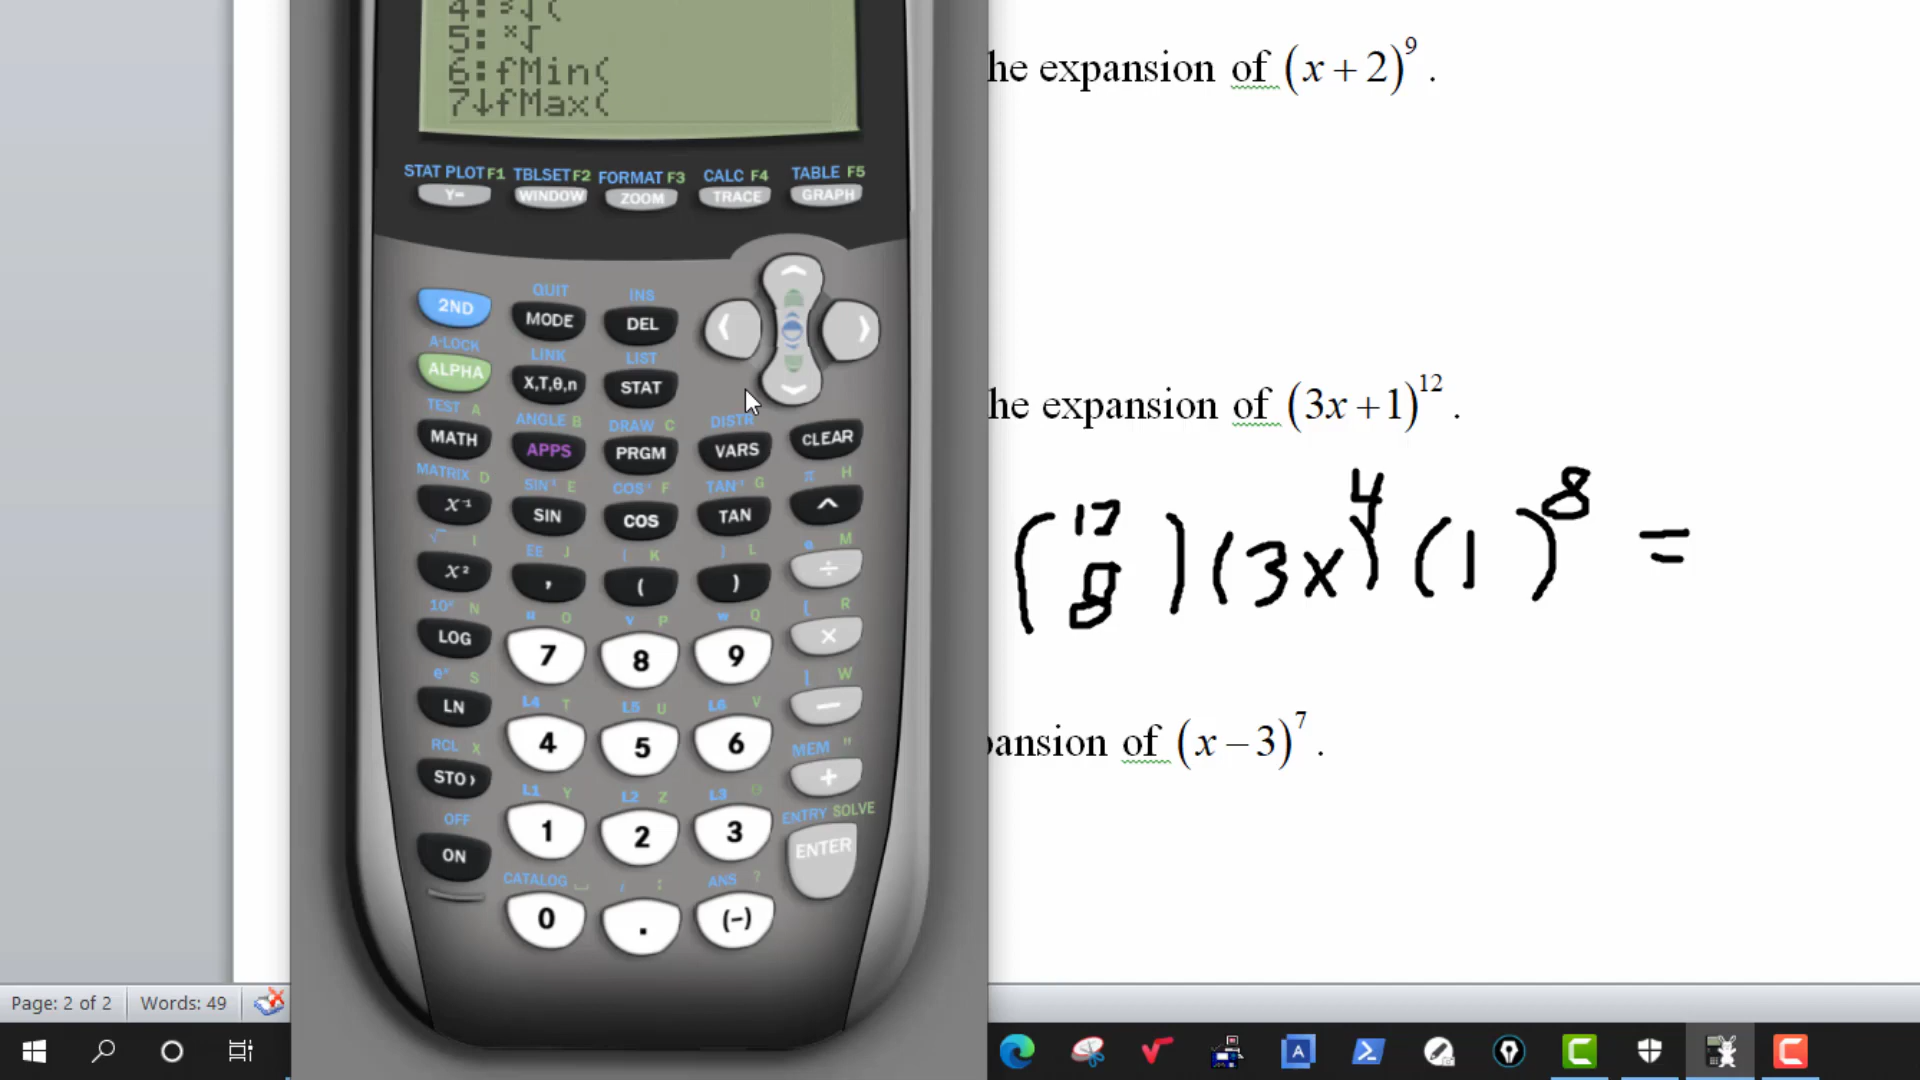 4:³√(
5:ˣ√
6:fMin(
7↓fMax(
STAT PLOT F1 TBLSET F2 FORMAT F3 CALC F4 TABLE F5
Y= WINDOW ZOOM TRACE GRAPH
QUIT INS
2ND MODE DEL
A-LOCK LINK LIST
ALPHA X,T,θ,n STAT
TEST A ANGLE B DRAW C DISTR
MATH APPS PRGM VARS CLEAR
MATRIX D SIN⁻¹ E COS⁻¹ F TAN⁻¹ G π H
x⁻¹ SIN COS TAN ^
√ I EE J { K } L e M
x² , ( ) ÷
10ˣ N u O v P w Q [ R
LOG 7 8 9 ×
eˣ S L4 T L5 U L6 V ] W
LN 4 5 6 −
RCL X L1 Y L2 Z L3 Θ MEM "
STO› 1 2 3 +
OFF ENTRY SOLVE
ON ENTER
CATALOG ⎵ i : ANS ?
0 . (−)
he expansion of (x + 2)⁹ .
he expansion of (3x + 1)¹² .
(12 8) (3x)⁴ (1)⁸ =
pansion of (x − 3)⁷ .
Page: 2 of 2 Words: 49